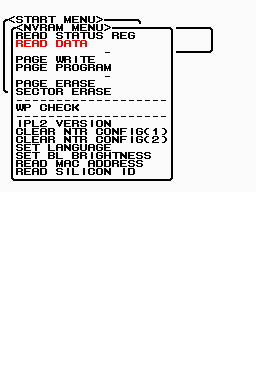 <START MENU>
<NVRAM MENU>
READ STATUS REG
READ DATA
-
PAGE WRITE
PAGE PROGRAM
-
PAGE ERASE
SECTOR ERASE
--------------------
WP CHECK
--------------------
IPL2 VERSION
CLEAR NTR CONFIG(1)
CLEAR NTR CONFIG(2)
SET LANGUAGE
SET BL BRIGHTNESS
READ MAC ADDRESS
READ SILICON ID